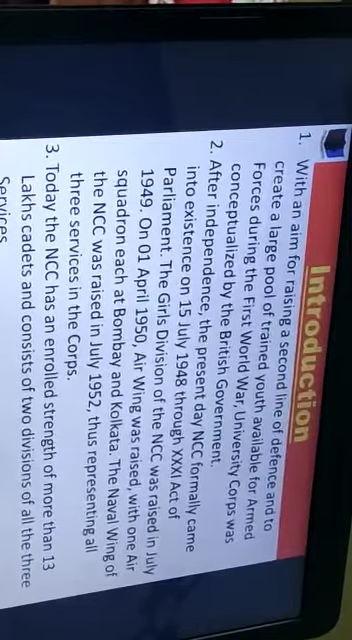 Introduction
1. With an aim for raising a second line of defence and to
create a large pool of trained youth available for Armed
Forces during the First World War, University Corps was
conceptualized by the British Government.
2. After independence, the present day NCC formally came
into existence on 15 July 1948 through XXXI Act of
Parliament. The Girls Division of the NCC was raised in July
1949. On 01 April 1950, Air Wing was raised, with one Air
squadron each at Bombay and Kolkata. The Naval Wing of
the NCC was raised in July 1952, thus representing all
three services in the Corps.
3. Today the NCC has an enrolled strength of more than 13
Lakhs cadets and consists of two divisions of all the three
Services